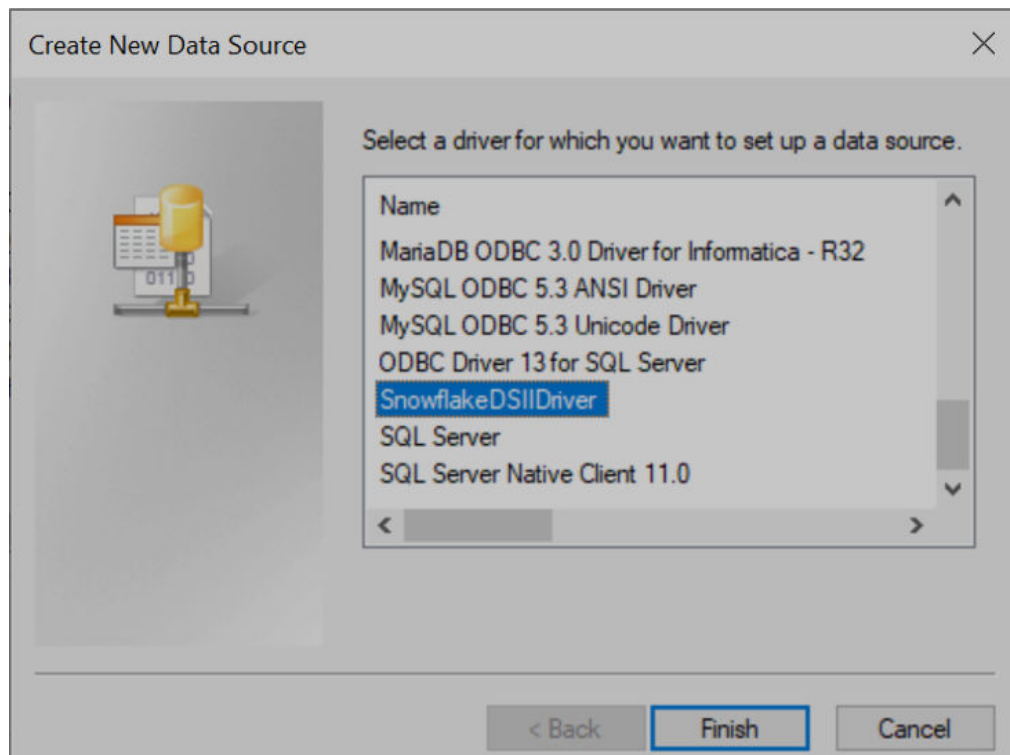 Create New Data Source
Select a driver for which you want to set up a data source.
Name
MariaDB ODBC 3.0 Driver for Informatica - R32
MySQL ODBC 5.3 ANSI Driver
MySQL ODBC 5.3 Unicode Driver
ODBC Driver 13 for SQL Server
SnowflakeDSIIDriver
SQL Server
SQL Server Native Client 11.0
< Back Finish Cancel